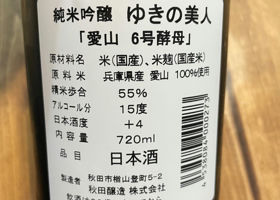 純米吟醸 ゆきの美人
「愛山 6号酵母」
原材料名 米(国産)、米麹(国産米)
原料米 兵庫県産 愛山 100%使用
精米歩合 55%
アルコール分 15度
日本酒度 +4
内容量 720ml
品目 日本酒
製造者 秋田市楢山登町5-2
秋田醸造 株式会社
4538084000273